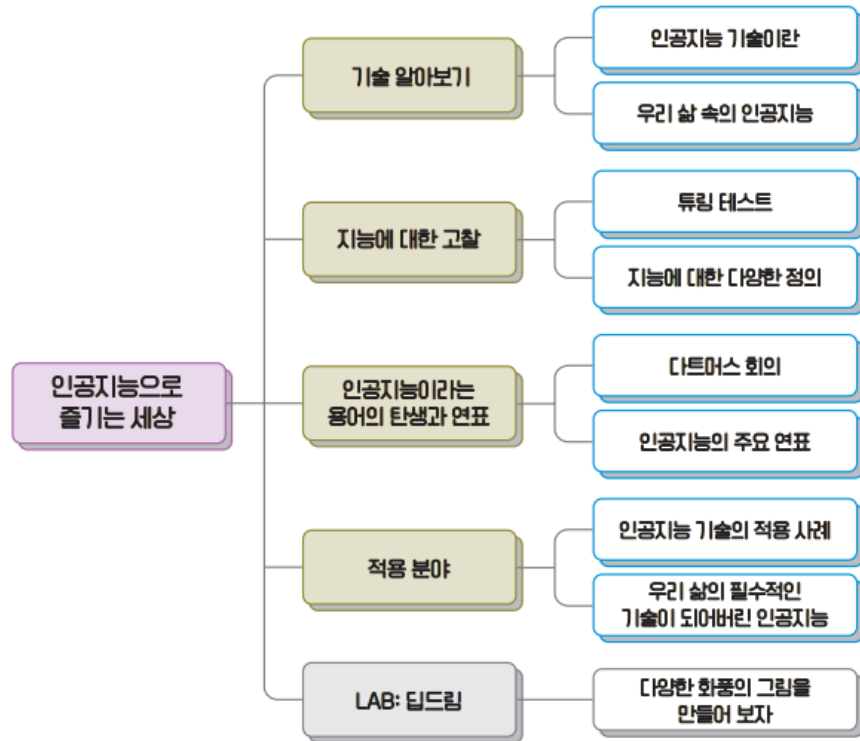 인공지능으로
즐기는 세상
기술 알아보기
인공지능 기술이란
우리 삶 속의 인공지능
지능에 대한 고찰
튜링 테스트
지능에 대한 다양한 정의
인공지능이라는
용어의 탄생과 연표
다트머스 회의
인공지능의 주요 연표
적용 분야
인공지능 기술의 적용 사례
우리 삶의 필수적인
기술이 되어버린 인공지능
LAB: 딥드림
다양한 화풍의 그림을
만들어 보자